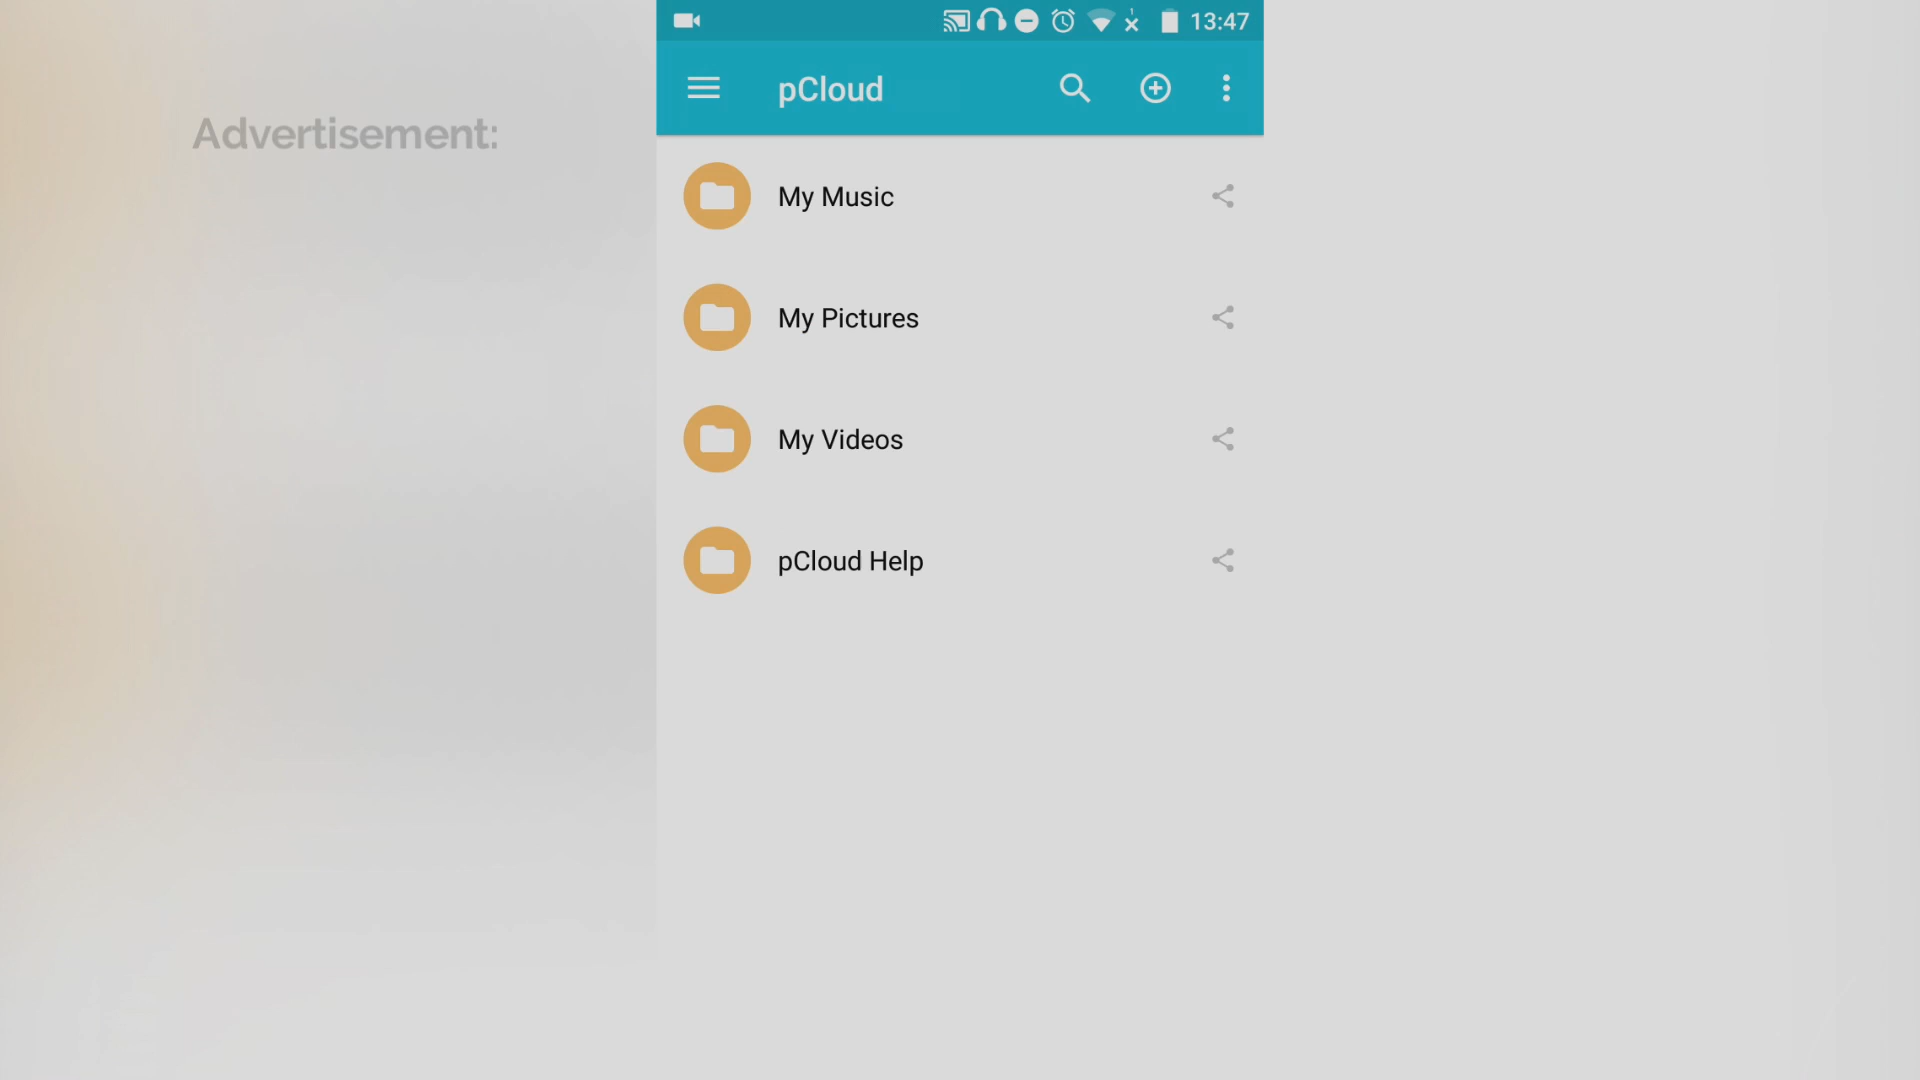 13:47
pCloud
Advertisement:
My Music
My Pictures
My Videos
pCloud Help